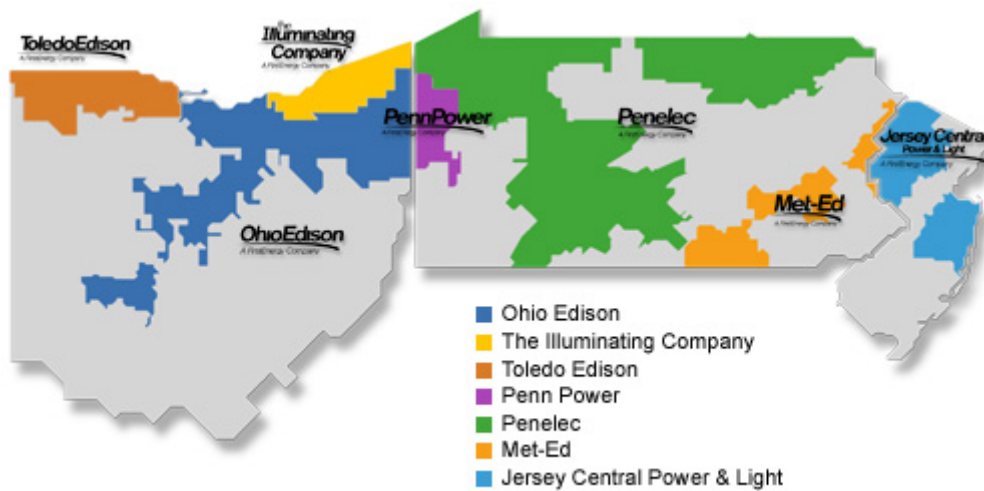 ToledoEdison
A FirstEnergy Company
the
Illuminating
Company
A FirstEnergy Company
PennPower
A FirstEnergy Company
Penelec
A FirstEnergy Company
Jersey Central
Power & Light
A FirstEnergy Company
Met-Ed
A FirstEnergy Company
OhioEdison
A FirstEnergy Company
Ohio Edison
The Illuminating Company
Toledo Edison
Penn Power
Penelec
Met-Ed
Jersey Central Power & Light